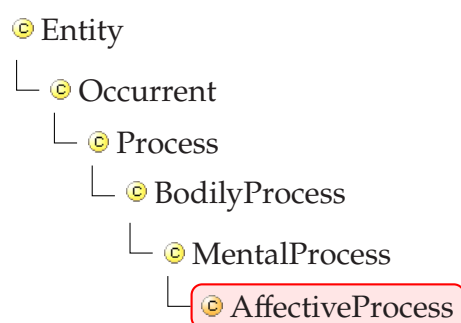 C Entity
C Occurrent
C Process
C BodilyProcess
C MentalProcess
C AffectiveProcess